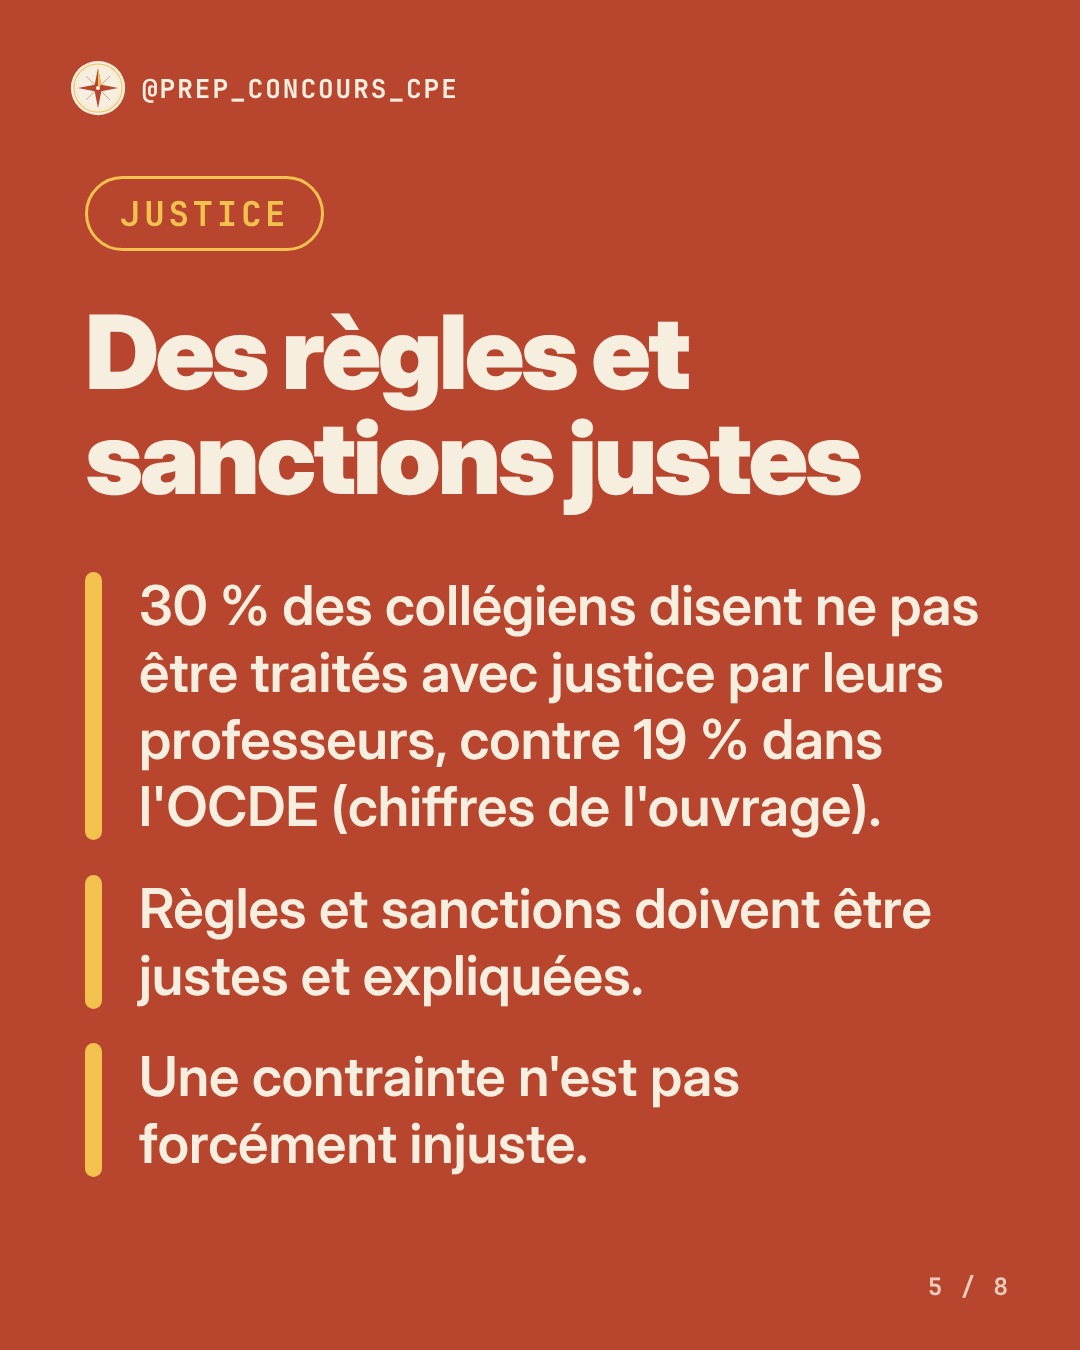 @PREP_CONCOURS_CPE
JUSTICE
Des règles et
sanctions justes
30 % des collégiens disent ne pas
être traités avec justice par leurs
professeurs, contre 19 % dans
l'OCDE (chiffres de l'ouvrage).
Règles et sanctions doivent être
justes et expliquées.
Une contrainte n'est pas
forcément injuste.
5 / 8